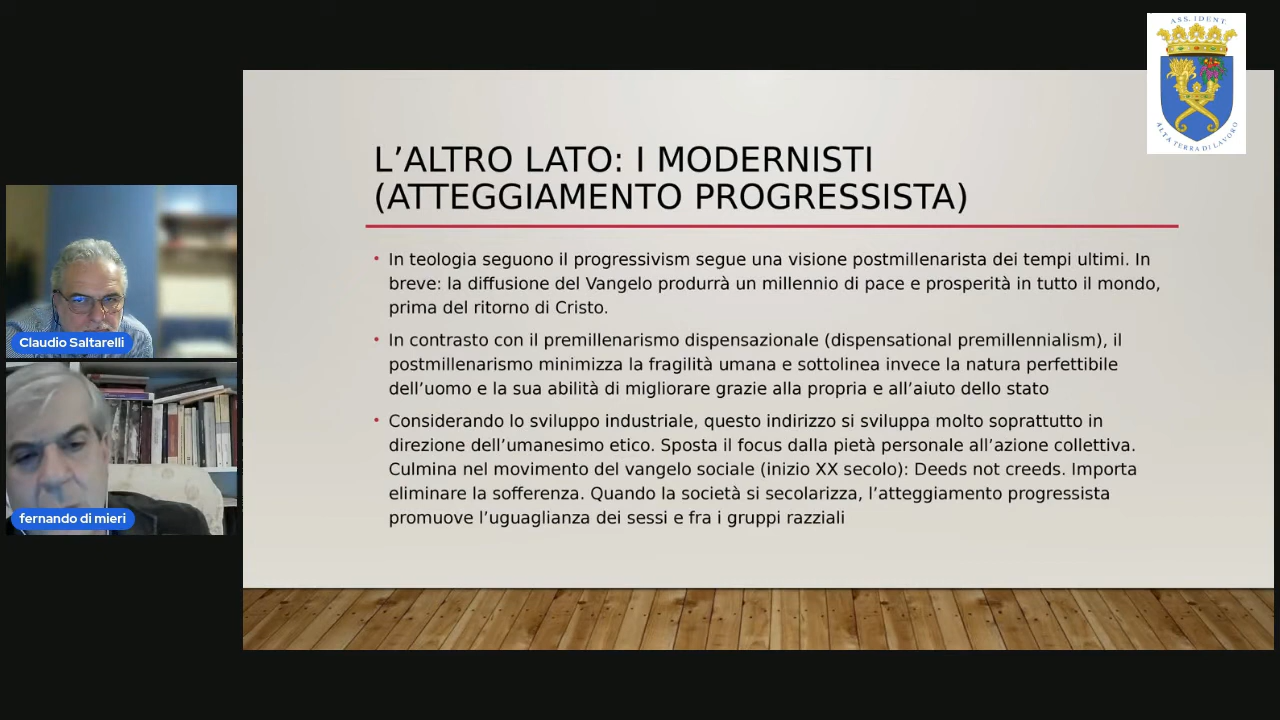 ASS. IDENT.
ALTA TERRA DI LAVORO
L’ALTRO LATO: I MODERNISTI
(ATTEGGIAMENTO PROGRESSISTA)
• In teologia seguono il progressivism segue una visione postmillenarista dei tempi ultimi. In
breve: la diffusione del Vangelo produrrà un millennio di pace e prosperità in tutto il mondo,
prima del ritorno di Cristo.
• In contrasto con il premillenarismo dispensazionale (dispensational premillennialism), il
postmillenarismo minimizza la fragilità umana e sottolinea invece la natura perfettibile
dell’uomo e la sua abilità di migliorare grazie alla propria e all’aiuto dello stato
• Considerando lo sviluppo industriale, questo indirizzo si sviluppa molto soprattutto in
direzione dell’umanesimo etico. Sposta il focus dalla pietà personale all’azione collettiva.
Culmina nel movimento del vangelo sociale (inizio XX secolo): Deeds not creeds. Importa
eliminare la sofferenza. Quando la società si secolarizza, l’atteggiamento progressista
promuove l’uguaglianza dei sessi e fra i gruppi razziali
Claudio Saltarelli
fernando di mieri